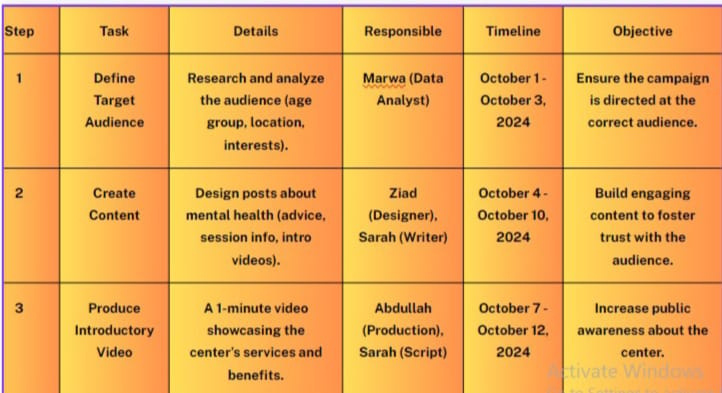 Step Task Details Responsible Timeline Objective
1 Define Research and analyze Marwa (Data October 1 - Ensure the campaign
Target the audience (age Analyst) October 3, is directed at the
Audience group, location, 2024 correct audience.
interests).
2 Create Design posts about Ziad October 4 - Build engaging
Content mental health (advice, (Designer), October 10, content to foster
session info, intro Sarah (Writer) 2024 trust with the
videos). audience.
3 Produce A 1-minute video Abdullah October 7 - Increase public
Introductory showcasing the (Production), October 12, awareness about the
Video center's services and Sarah (Script) 2024 center.
benefits.
Activate Windows